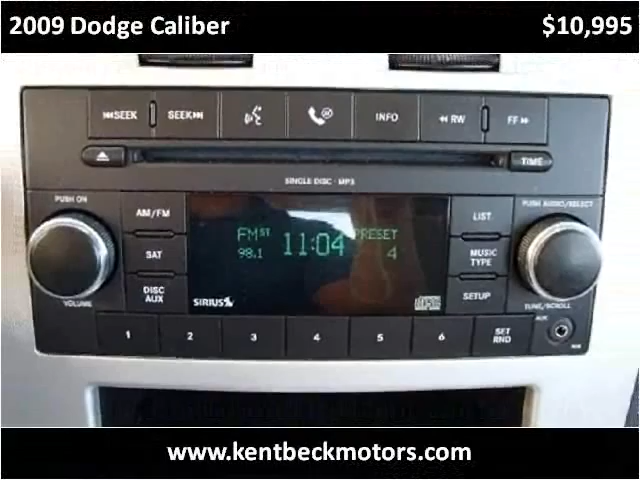 2009 Dodge Caliber $10,995
⏮SEEK SEEK⏭ INFO ◀◀ RW FF ▶▶
TIME
SINGLE DISC · MP3
PUSH ON PUSH AUDIO/SELECT
AM/FM LIST
FM ST 11:04 PRESET
98.1 4
SAT MUSIC TYPE
DISC AUX SETUP
SIRIUS
VOLUME TUNE/SCROLL
1 2 3 4 5 6 SET RND
AUX
www.kentbeckmotors.com